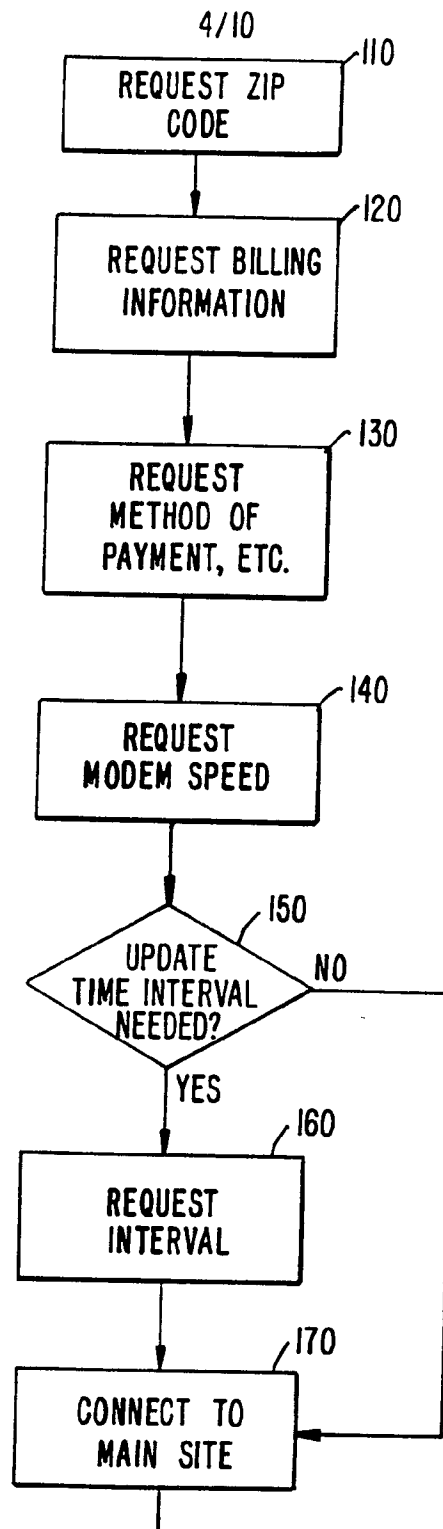 4/10
110
REQUEST ZIP
CODE
120
REQUEST BILLING
INFORMATION
130
REQUEST
METHOD OF
PAYMENT, ETC.
140
REQUEST
MODEM SPEED
150
UPDATE
TIME INTERVAL
NEEDED?
NO
YES
160
REQUEST
INTERVAL
170
CONNECT TO
MAIN SITE